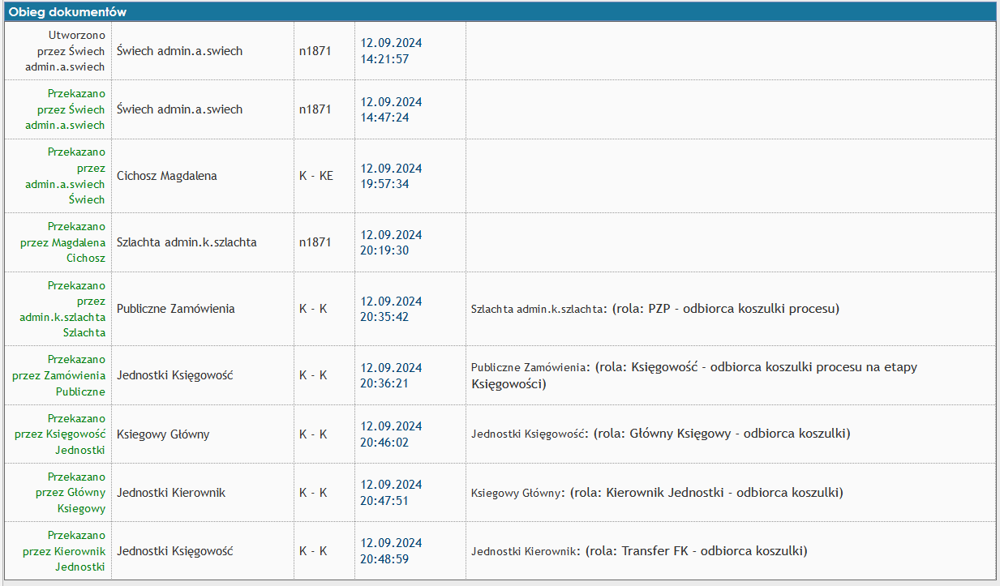 Obieg dokumentów
Utworzono
przez Świech
admin.a.swiech
Świech admin.a.swiech
n1871
12.09.2024
14:21:57
Przekazano
przez Świech
admin.a.swiech
Świech admin.a.swiech
n1871
12.09.2024
14:47:24
Przekazano
przez
admin.a.swiech
Świech
Cichosz Magdalena
K - KE
12.09.2024
19:57:34
Przekazano
przez Magdalena
Cichosz
Szlachta admin.k.szlachta
n1871
12.09.2024
20:19:30
Przekazano
przez
admin.k.szlachta
Szlachta
Publiczne Zamówienia
K - K
12.09.2024
20:35:42
Szlachta admin.k.szlachta: (rola: PZP - odbiorca koszulki procesu)
Przekazano
przez Zamówienia
Publiczne
Jednostki Księgowość
K - K
12.09.2024
20:36:21
Publiczne Zamówienia: (rola: Księgowość - odbiorca koszulki procesu na etapy
Księgowości)
Przekazano
przez Księgowość
Jednostki
Ksiegowy Główny
K - K
12.09.2024
20:46:02
Jednostki Księgowość: (rola: Główny Księgowy - odbiorca koszulki)
Przekazano
przez Główny
Ksiegowy
Jednostki Kierownik
K - K
12.09.2024
20:47:51
Ksiegowy Główny: (rola: Kierownik Jednostki - odbiorca koszulki)
Przekazano
przez Kierownik
Jednostki
Jednostki Księgowość
K - K
12.09.2024
20:48:59
Jednostki Kierownik: (rola: Transfer FK - odbiorca koszulki)